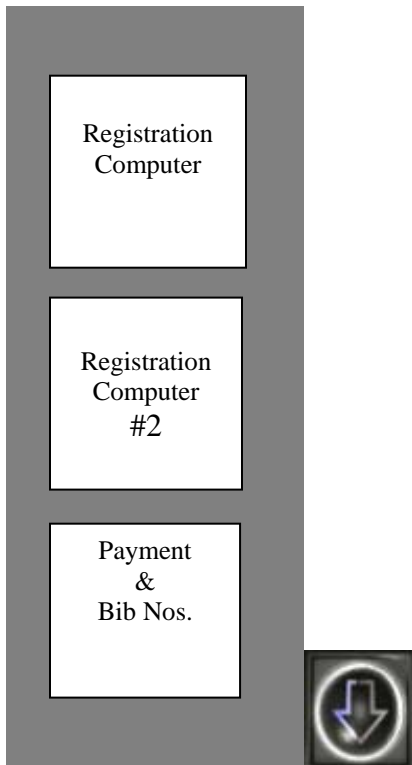 Registration
Computer
Registration
Computer
#2
Payment
&
Bib Nos.